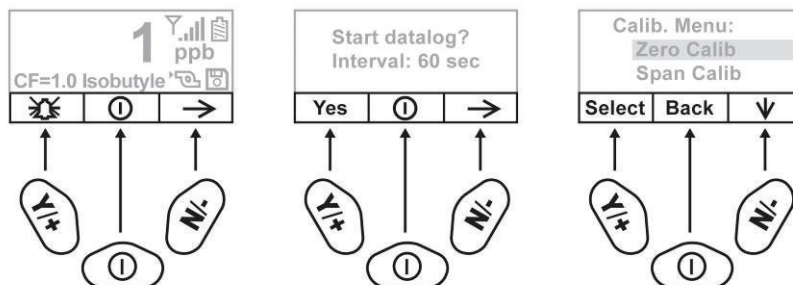 1
ppb
CF=1.0 Isobutyle
Y/+
N/-
Start datalog?
Interval: 60 sec
Yes
Y/+
N/-
Calib. Menu:
Zero Calib
Span Calib
Select Back
Y/+
N/-